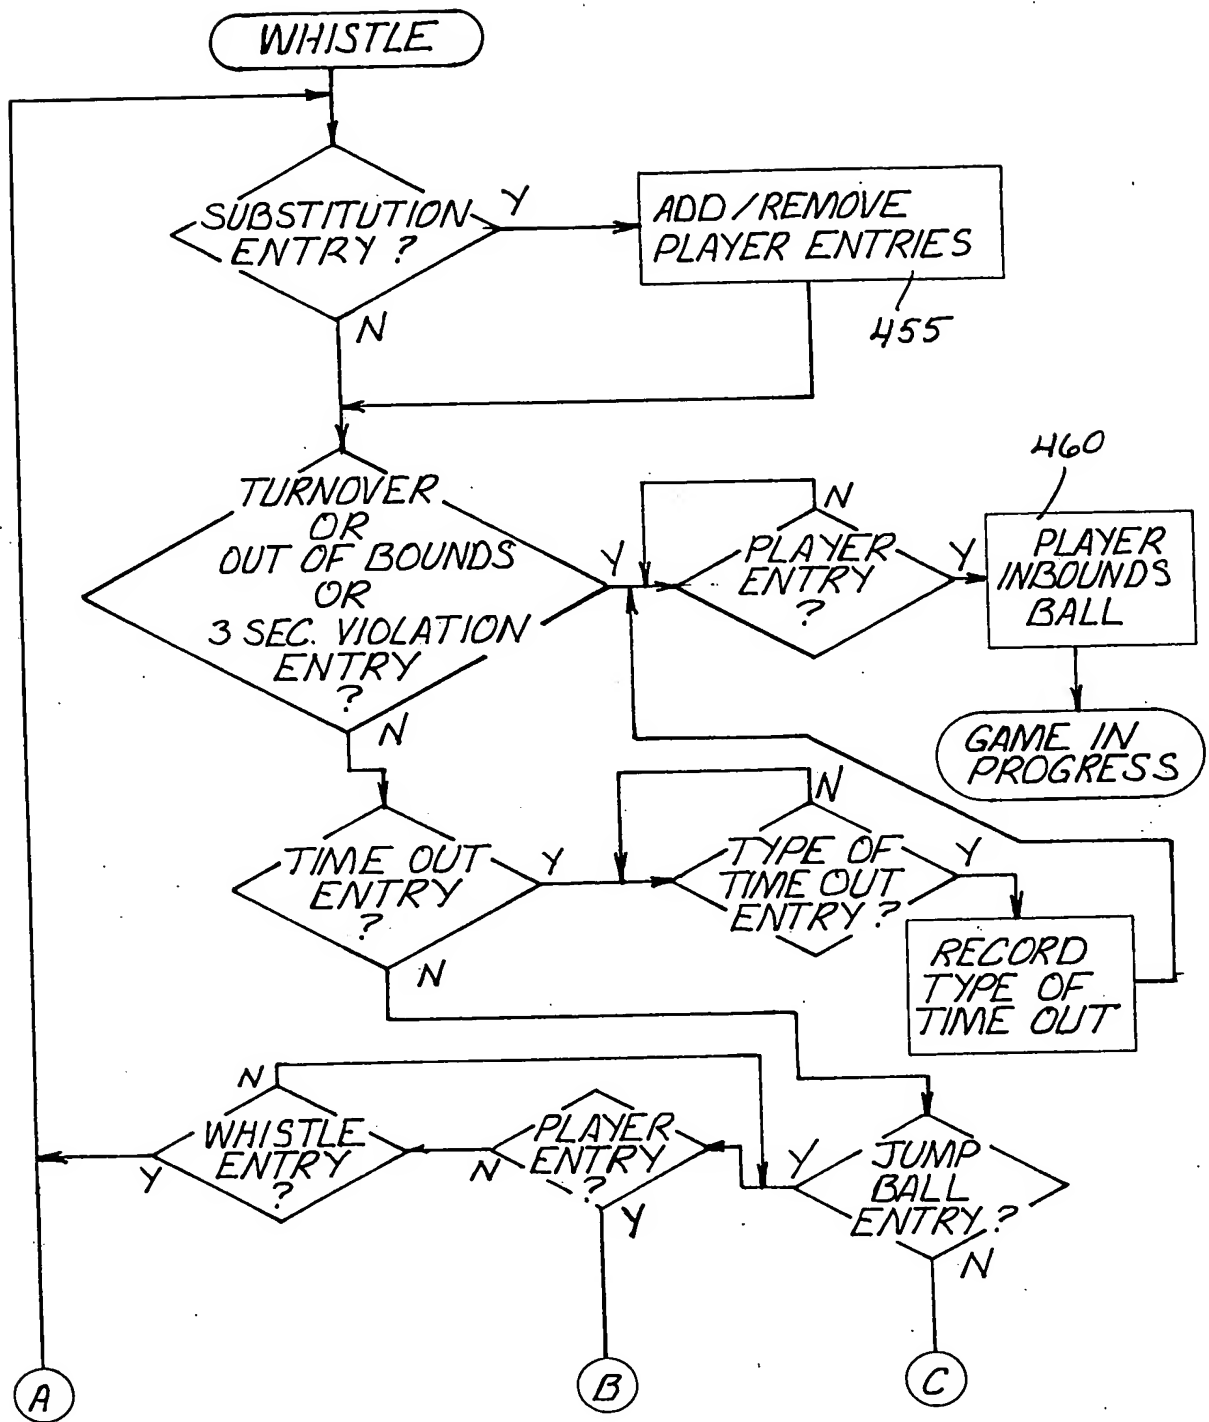 WHISTLE
SUBSTITUTION
ENTRY ?
Y
N
ADD/REMOVE
PLAYER ENTRIES
455
TURNOVER
OR
OUT OF BOUNDS
OR
3 SEC. VIOLATION
ENTRY
?
Y
N
PLAYER
ENTRY
?
N
Y
460
PLAYER
INBOUNDS
BALL
GAME IN
PROGRESS
TIME OUT
ENTRY
?
Y
N
TYPE OF
TIME OUT
ENTRY ?
N
Y
RECORD
TYPE OF
TIME OUT
WHISTLE
ENTRY
?
N
Y
PLAYER
ENTRY
?
N
Y
JUMP
BALL
ENTRY ?
Y
N
A
B
C